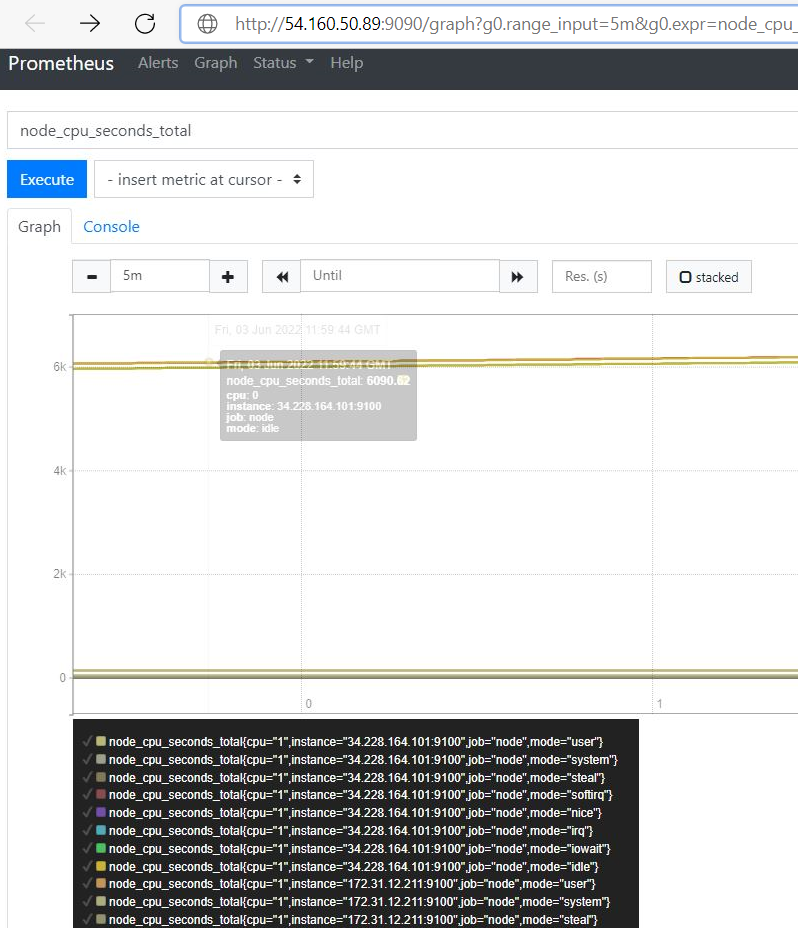 http://54.160.50.89:9090/graph?g0.range_input=5m&g0.expr=node_cpu_
Prometheus Alerts Graph Status Help
node_cpu_seconds_total
Execute - insert metric at cursor -
Graph Console
5m Until Res. (s) stacked
Fri, 03 Jun 2022 11:59:44 GMT
6k
Fri, 03 Jun 2022 11:59:44 GMT
node_cpu_seconds_total: 6090.62
cpu: 0
instance: 34.228.164.101:9100
job: node
mode: idle
4k
2k
0
0 1
node_cpu_seconds_total{cpu="1",instance="34.228.164.101:9100",job="node",mode="user"}
node_cpu_seconds_total{cpu="1",instance="34.228.164.101:9100",job="node",mode="system"}
node_cpu_seconds_total{cpu="1",instance="34.228.164.101:9100",job="node",mode="steal"}
node_cpu_seconds_total{cpu="1",instance="34.228.164.101:9100",job="node",mode="softirq"}
node_cpu_seconds_total{cpu="1",instance="34.228.164.101:9100",job="node",mode="nice"}
node_cpu_seconds_total{cpu="1",instance="34.228.164.101:9100",job="node",mode="irq"}
node_cpu_seconds_total{cpu="1",instance="34.228.164.101:9100",job="node",mode="iowait"}
node_cpu_seconds_total{cpu="1",instance="34.228.164.101:9100",job="node",mode="idle"}
node_cpu_seconds_total{cpu="1",instance="172.31.12.211:9100",job="node",mode="user"}
node_cpu_seconds_total{cpu="1",instance="172.31.12.211:9100",job="node",mode="system"}
node_cpu_seconds_total{cpu="1",instance="172.31.12.211:9100",job="node",mode="steal"}